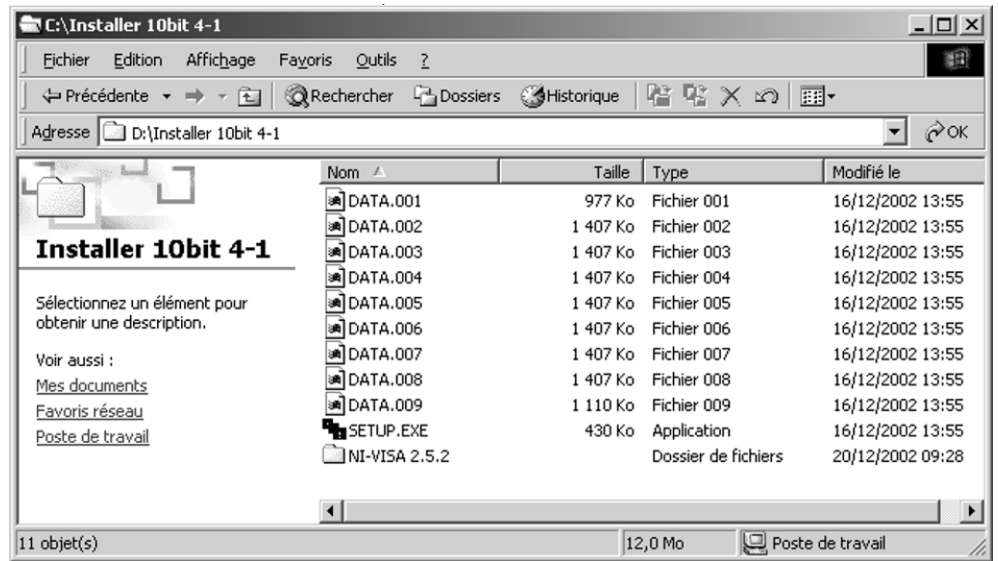 C:\Installer 10bit 4-1
Fichier Edition Affichage Favoris Outils ?
Précédente Rechercher Dossiers Historique
Adresse D:\Installer 10bit 4-1 OK
Installer 10bit 4-1
Sélectionnez un élément pour
obtenir une description.
Voir aussi :
Mes documents
Favoris réseau
Poste de travail
Nom Taille Type Modifié le
DATA.001 977 Ko Fichier 001 16/12/2002 13:55
DATA.002 1 407 Ko Fichier 002 16/12/2002 13:55
DATA.003 1 407 Ko Fichier 003 16/12/2002 13:55
DATA.004 1 407 Ko Fichier 004 16/12/2002 13:55
DATA.005 1 407 Ko Fichier 005 16/12/2002 13:55
DATA.006 1 407 Ko Fichier 006 16/12/2002 13:55
DATA.007 1 407 Ko Fichier 007 16/12/2002 13:55
DATA.008 1 407 Ko Fichier 008 16/12/2002 13:55
DATA.009 1 110 Ko Fichier 009 16/12/2002 13:55
SETUP.EXE 430 Ko Application 16/12/2002 13:55
NI-VISA 2.5.2 Dossier de fichiers 20/12/2002 09:28
11 objet(s) 12,0 Mo Poste de travail